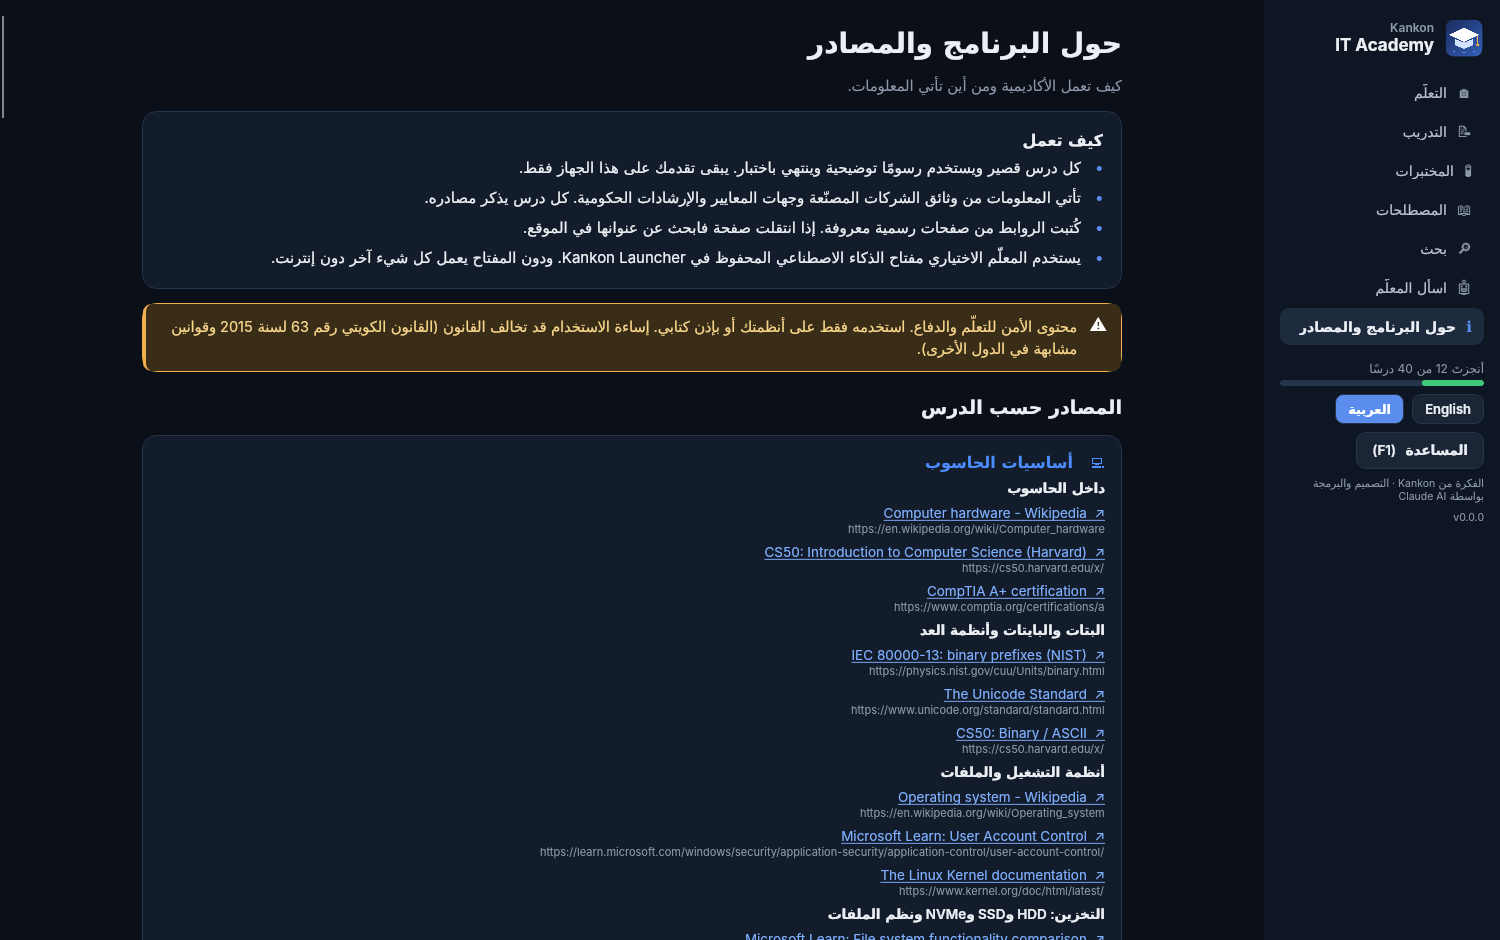 Kankon
IT Academy
التعلّم
التدريب
المختبرات
المصطلحات
بحث
اسأل المعلّم
حول البرنامج والمصادر
أنجزتَ 12 من 40 درسًا
English
العربية
المساعدة (F1)
الفكرة من Kankon · التصميم والبرمجة
بواسطة Claude AI
v0.0.0
حول البرنامج والمصادر
كيف تعمل الأكاديمية ومن أين تأتي المعلومات.
كيف تعمل
• كل درس قصير ويستخدم رسومًا توضيحية وينتهي باختبار. يبقى تقدمك على هذا الجهاز فقط.
• تأتي المعلومات من وثائق الشركات المصنّعة وجهات المعايير والإرشادات الحكومية. كل درس يذكر مصادره.
• كُتبت الروابط من صفحات رسمية معروفة. إذا انتقلت صفحة فابحث عن عنوانها في الموقع.
• يستخدم المعلّم الاختياري مفتاح الذكاء الاصطناعي المحفوظ في Kankon Launcher. ودون المفتاح يعمل كل شيء آخر دون إنترنت.
محتوى الأمن للتعلّم والدفاع. استخدمه فقط على أنظمتك أو بإذن كتابي. إساءة الاستخدام قد تخالف القانون (القانون الكويتي رقم 63 لسنة 2015 وقوانين
مشابهة في الدول الأخرى).
المصادر حسب الدرس
أساسيات الحاسوب
داخل الحاسوب
Computer hardware - Wikipedia ↗
https://en.wikipedia.org/wiki/Computer_hardware
CS50: Introduction to Computer Science (Harvard) ↗
https://cs50.harvard.edu/x/
CompTIA A+ certification ↗
https://www.comptia.org/certifications/a
البتات والبايتات وأنظمة العد
IEC 80000-13: binary prefixes (NIST) ↗
https://physics.nist.gov/cuu/Units/binary.html
The Unicode Standard ↗
https://www.unicode.org/standard/standard.html
CS50: Binary / ASCII ↗
https://cs50.harvard.edu/x/
أنظمة التشغيل والملفات
Operating system - Wikipedia ↗
https://en.wikipedia.org/wiki/Operating_system
Microsoft Learn: User Account Control ↗
https://learn.microsoft.com/windows/security/application-security/application-control/user-account-control/
The Linux Kernel documentation ↗
https://www.kernel.org/doc/html/latest/
التخزين: HDD وSSD وNVMe ونظم الملفات
Microsoft Learn: File system functionality comparison ↗